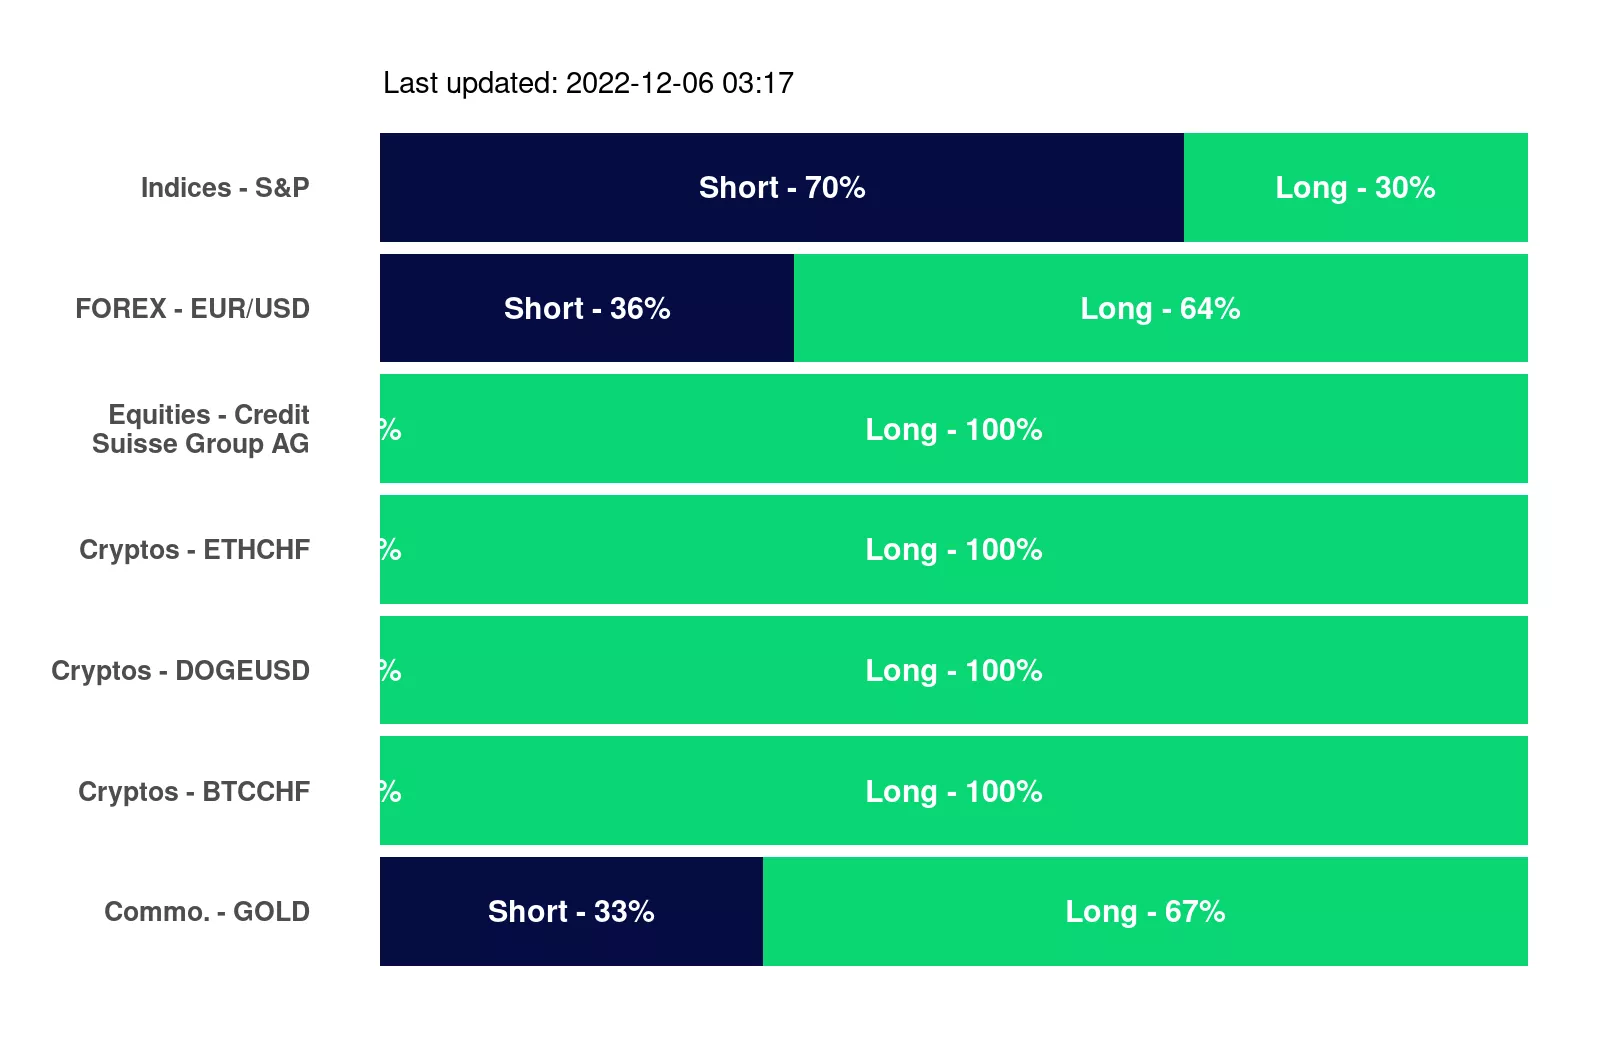 Last updated: 2022-12-06 03:17
Indices - S&P
Short - 70%
Long - 30%
FOREX - EUR/USD
Short - 36%
Long - 64%
Equities - Credit
Suisse Group AG
%
Long - 100%
Cryptos - ETHCHF
%
Long - 100%
Cryptos - DOGEUSD
%
Long - 100%
Cryptos - BTCCHF
%
Long - 100%
Commo. - GOLD
Short - 33%
Long - 67%